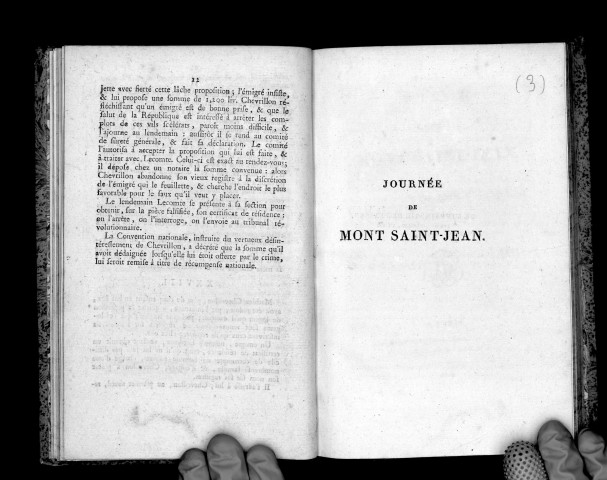 22
jette avec fierté cette lâche proposition ; l'émigré insiste,
& lui propose une somme de 1,200 liv. Chevrillon ré-
fléchissant qu'un émigré est de bonne prise, & que le
salut de la République est intéressé à arrêter les com-
plots de ces vils scélérats, paroît moins difficile, &
l'ajourne au lendemain : aussitôt il se rend au comité
de sûreté générale, & fait sa déclaration. Le comité
l'autorisa à accepter la proposition qui lui est faite, &
à traiter avec Lecomte. Celui-ci est exact au rendez-vous;
il dépose chez un notaire la somme convenue : alors
Chevrillon abandonne son vieux registre à la discrétion
de l'émigré qui le feuillette, & cherche l'endroit le plus
favorable pour le faux qu'il veut y placer.
Le lendemain Lecomte se présente à sa section pour
obtenir, sur la pièce falsifiée, son certificat de résidence ;
on l'arrête, on l'interroge, on l'envoie au tribunal ré-
volutionnaire.
La Convention nationale, instruite du vertueux désin-
téressement de Chevrillon, a décrété que la somme qu'il
avoit dédaignée lorsqu'elle lui étoit offerte par le crime,
lui seroit remise à titre de récompense nationale.
(3)
JOURNÉE
DE
MONT SAINT-JEAN.